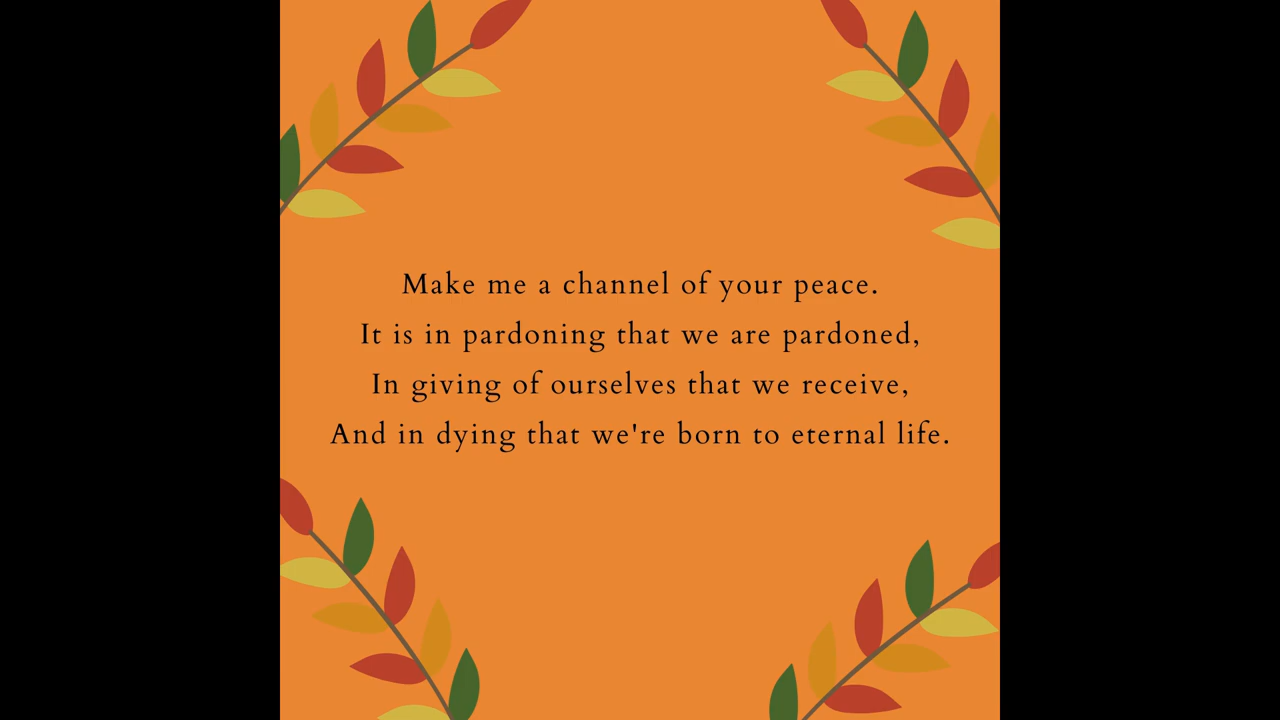 Make me a channel of your peace.
It is in pardoning that we are pardoned,
In giving of ourselves that we receive,
And in dying that we're born to eternal life.